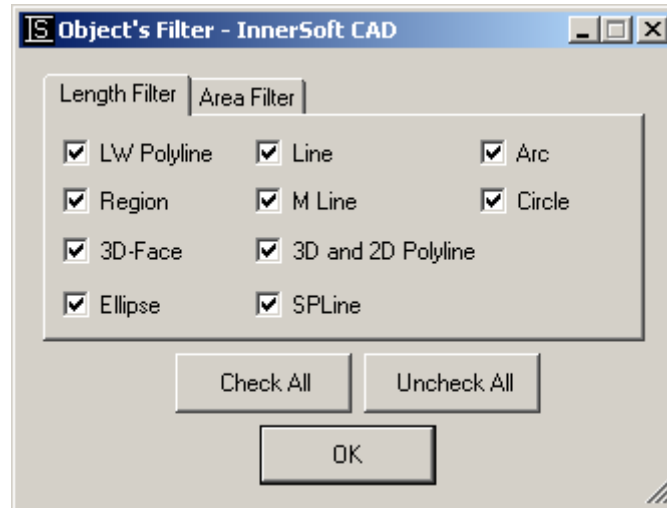 IS Object's Filter - InnerSoft CAD
Length Filter Area Filter
LW Polyline Line Arc
Region M Line Circle
3D-Face 3D and 2D Polyline
Ellipse SPLine
Check All Uncheck All
OK